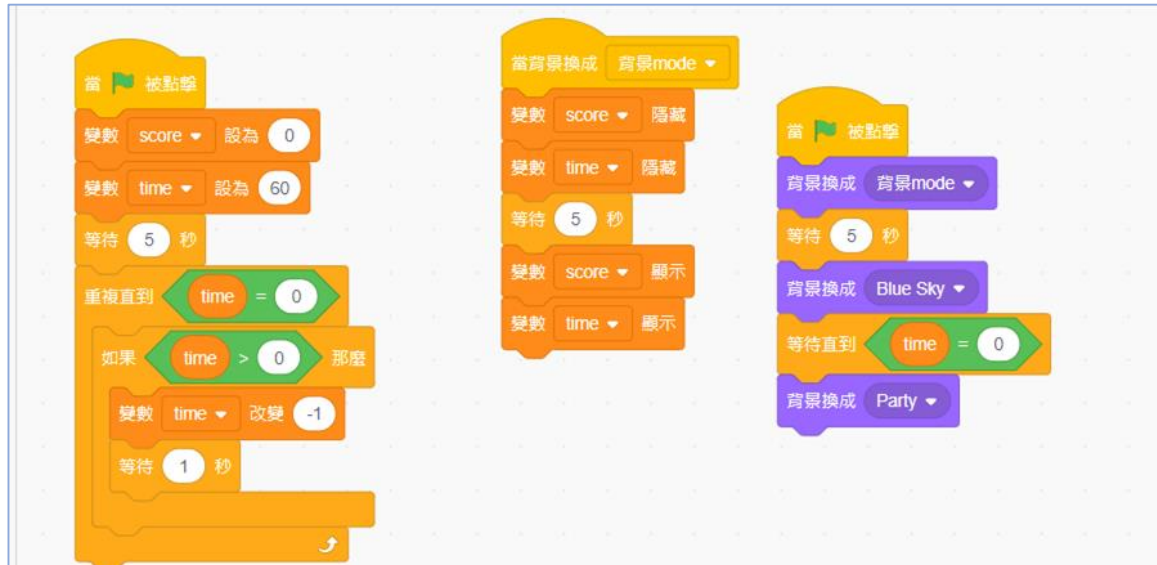 當 被點擊
變數 score 設為 0
變數 time 設為 60
等待 5 秒
重複直到 time = 0
如果 time > 0 那麼
變數 time 改變 -1
等待 1 秒
當背景換成 背景mode
變數 score 隱藏
變數 time 隱藏
等待 5 秒
變數 score 顯示
變數 time 顯示
當 被點擊
背景換成 背景mode
等待 5 秒
背景換成 Blue Sky
等待直到 time = 0
背景換成 Party